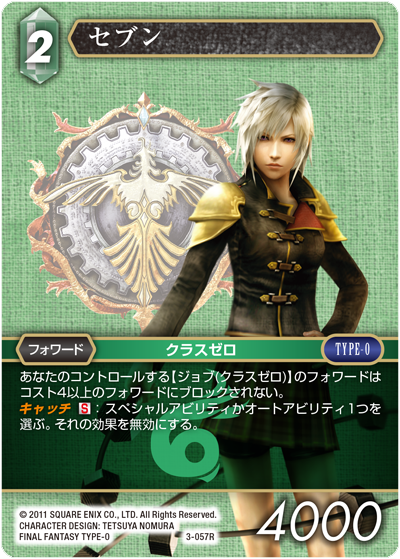 2
セブン
フォワード
クラスゼロ
TYPE-0
あなたのコントロールする【ジョブ(クラスゼロ)】のフォワードは
コスト4以上のフォワードにブロックされない。
キャッチ S：スペシャルアビリティかオートアビリティ1つを
選ぶ。それの効果を無効にする。
© 2011 SQUARE ENIX CO., LTD. All Rights Reserved.
CHARACTER DESIGN: TETSUYA NOMURA
FINAL FANTASY TYPE-0
3-057R
4000